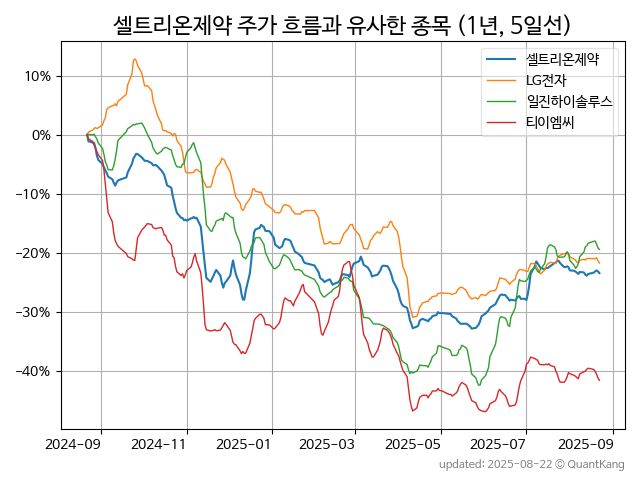 셀트리온제약 주가 흐름과 유사한 종목 (1년, 5일선)
셀트리온제약
LG전자
일진하이솔루스
티이엠씨
10%
0%
−10%
−20%
−30%
−40%
2024-09 2024-11 2025-01 2025-03 2025-05 2025-07 2025-09
updated: 2025-08-22 © QuantKang